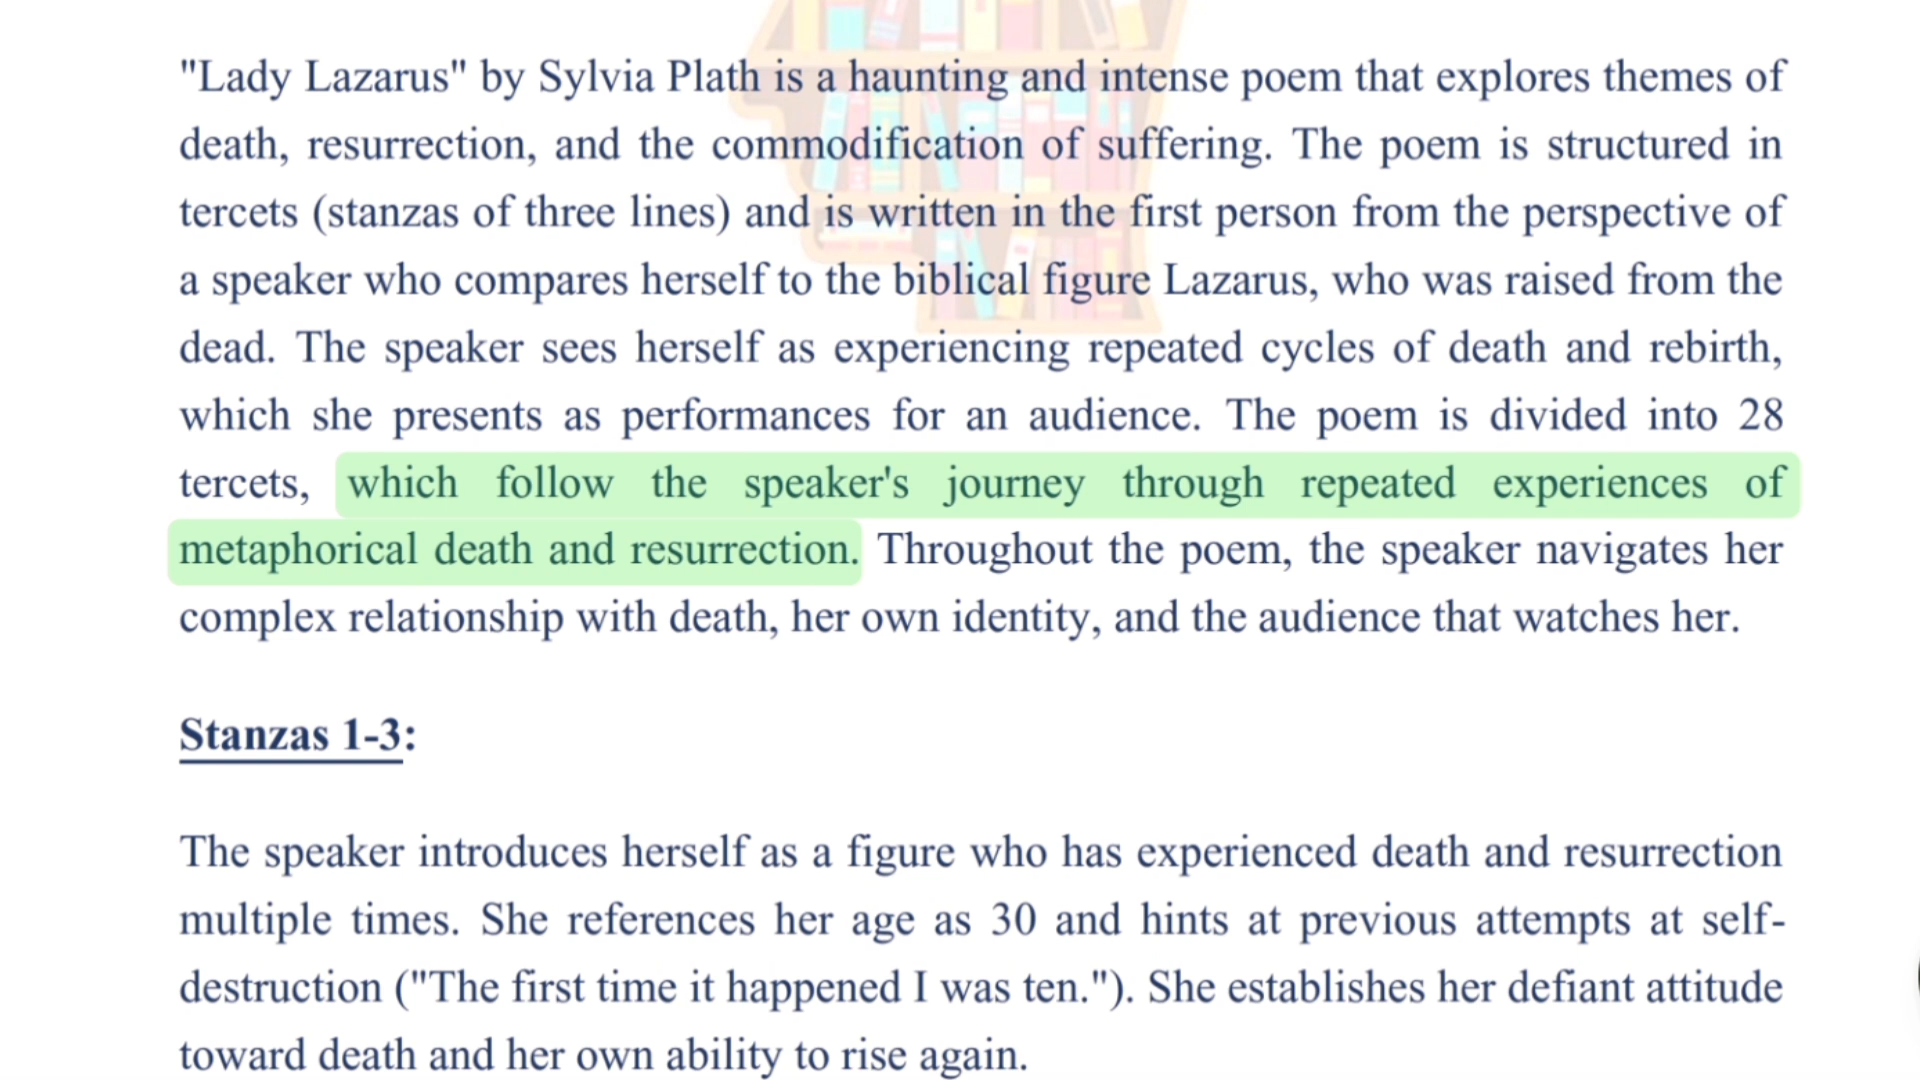 "Lady Lazarus" by Sylvia Plath is a haunting and intense poem that explores themes of
death, resurrection, and the commodification of suffering. The poem is structured in
tercets (stanzas of three lines) and is written in the first person from the perspective of
a speaker who compares herself to the biblical figure Lazarus, who was raised from the
dead. The speaker sees herself as experiencing repeated cycles of death and rebirth,
which she presents as performances for an audience. The poem is divided into 28
tercets, which follow the speaker's journey through repeated experiences of
metaphorical death and resurrection. Throughout the poem, the speaker navigates her
complex relationship with death, her own identity, and the audience that watches her.
Stanzas 1-3:
The speaker introduces herself as a figure who has experienced death and resurrection
multiple times. She references her age as 30 and hints at previous attempts at self-
destruction ("The first time it happened I was ten."). She establishes her defiant attitude
toward death and her own ability to rise again.